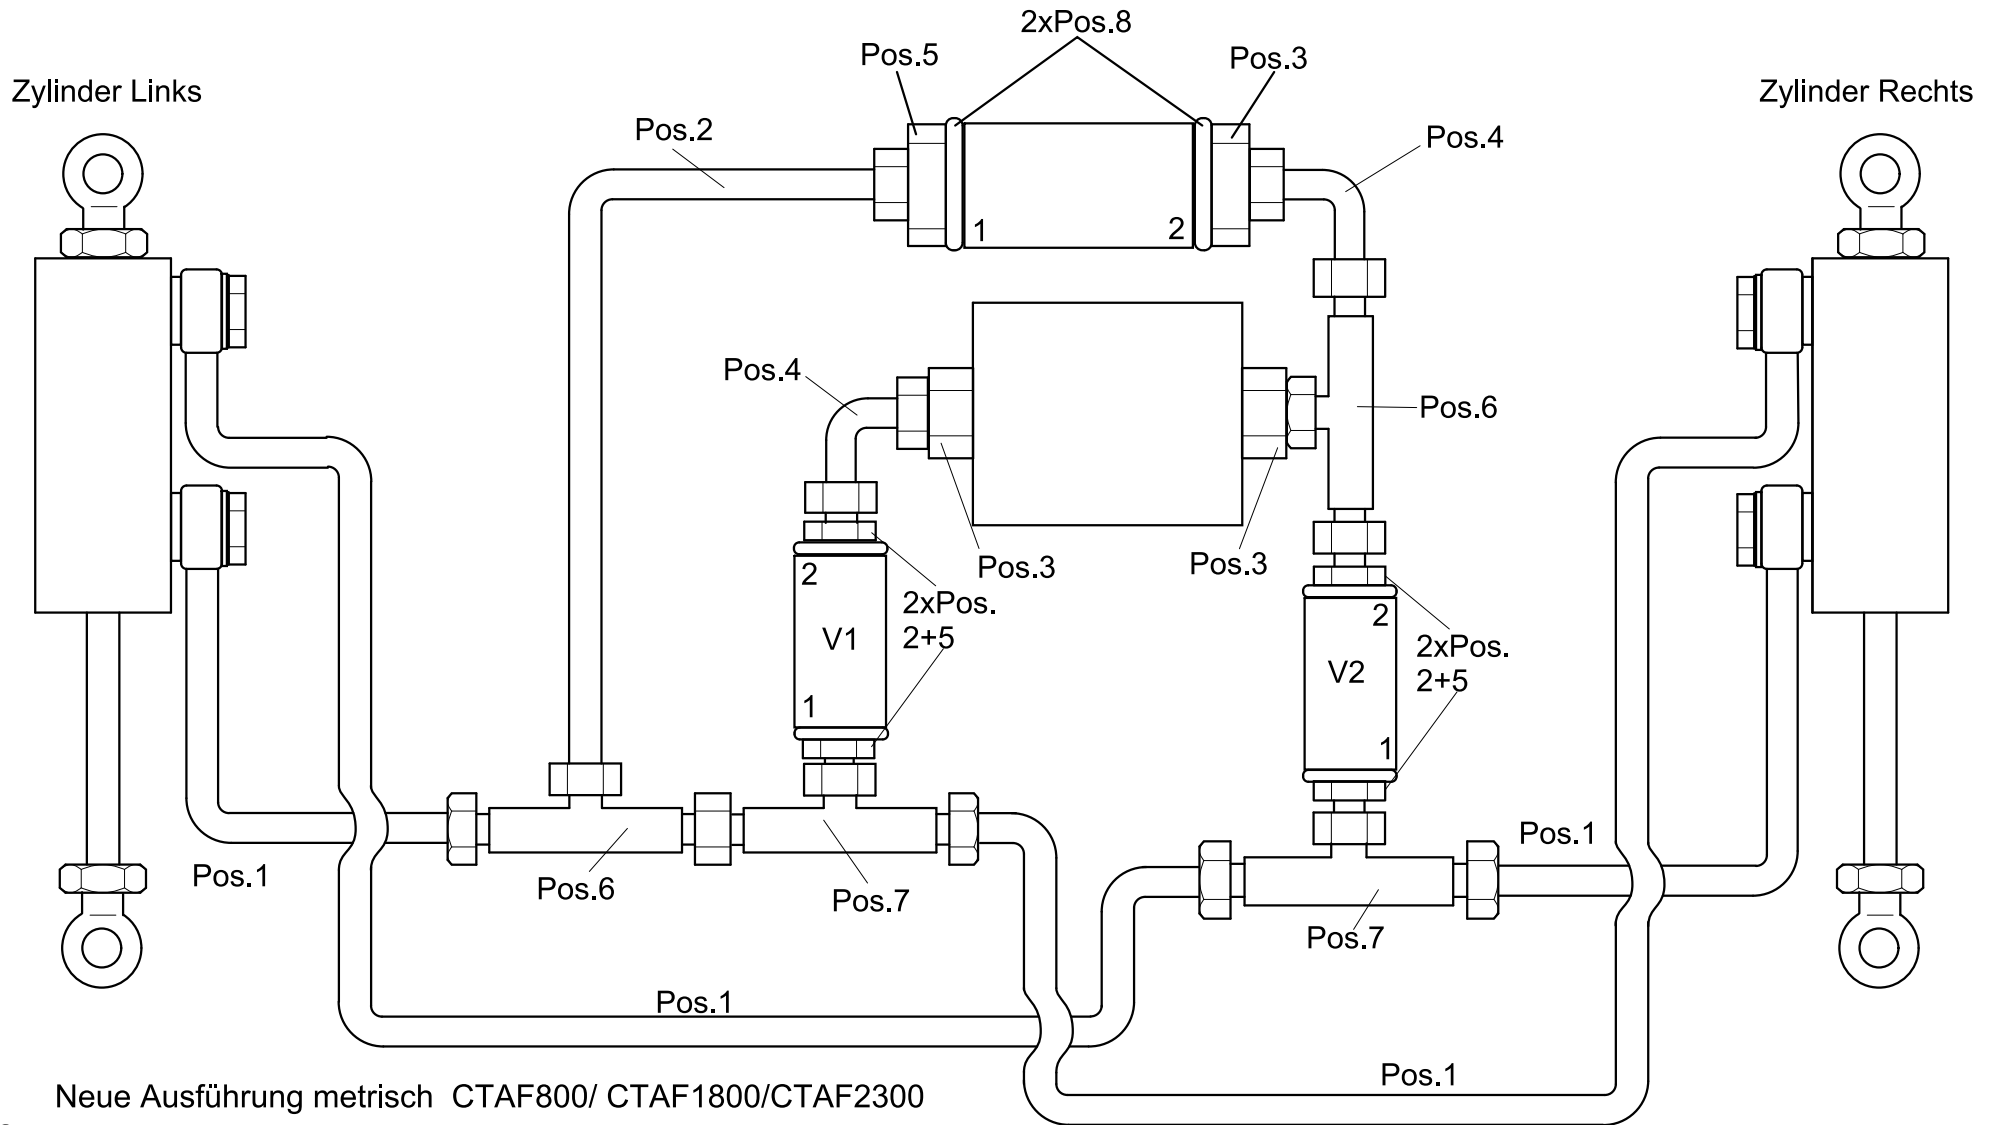 2xPos.8
Pos.5
Pos.3
Zylinder Links
Zylinder Rechts
Pos.2
Pos.4
1
2
Pos.4
Pos.6
Pos.3
Pos.3
2
2xPos.
2+5
V1
1
2
2xPos.
2+5
V2
1
Pos.1
Pos.1
Pos.6
Pos.7
Pos.7
Pos.1
Pos.1
Neue Ausführung metrisch CTAF800/ CTAF1800/CTAF2300